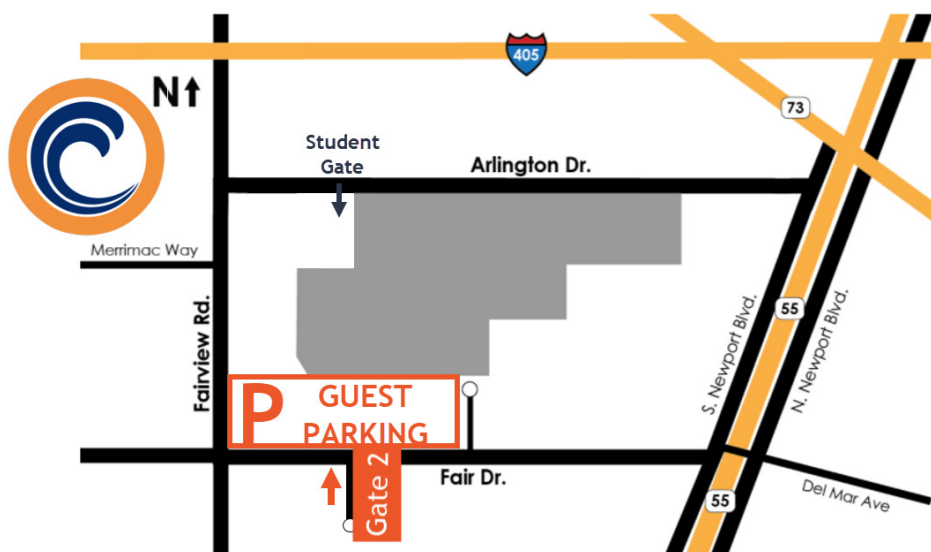 405
N
73
Student
Gate
Arlington Dr.
Merrimac Way
Fairview Rd.
S. Newport Blvd.
55
N. Newport Blvd.
P
GUEST
PARKING
Gate 2
Fair Dr.
Del Mar Ave
55